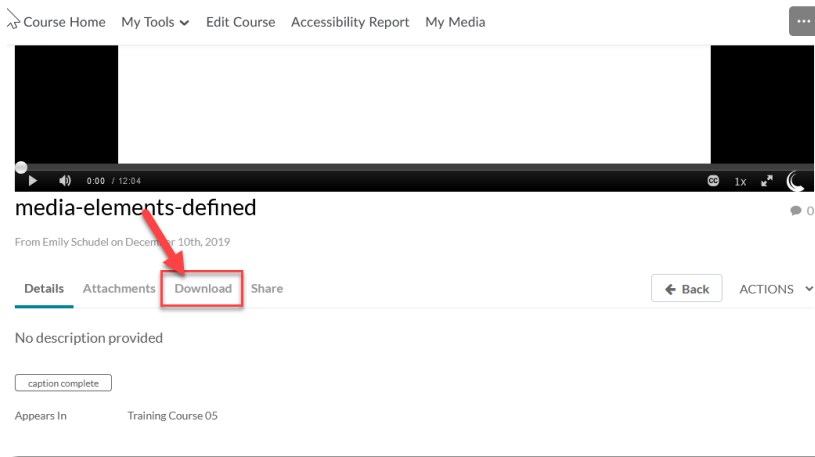 Course Home My Tools Edit Course Accessibility Report My Media
0:00 / 12:04 CC 1x
media-elements-defined
0
From Emily Schudel on December 10th, 2019
Details Attachments Download Share Back ACTIONS
No description provided
caption complete
Appears In Training Course 05